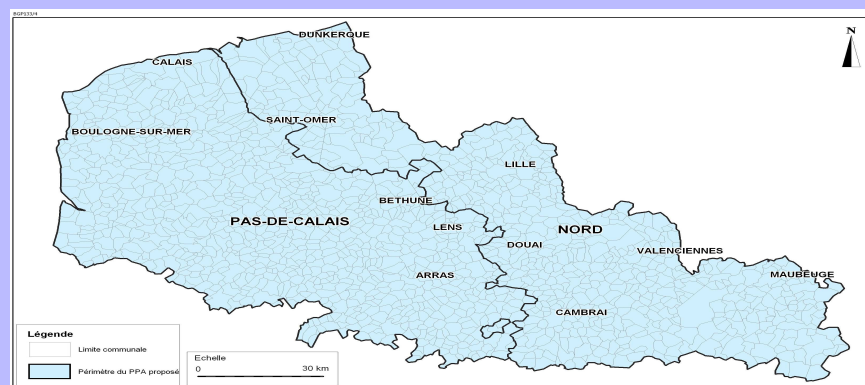 BGP133/4
N
DUNKERQUE
CALAIS
SAINT-OMER
BOULOGNE-SUR-MER
LILLE
BETHUNE
PAS-DE-CALAIS
LENS
NORD
DOUAI
VALENCIENNES
ARRAS
MAUBEUGE
CAMBRAI
Légende
Limite communale
Périmètre du PPA proposé
Echelle
0 30 km